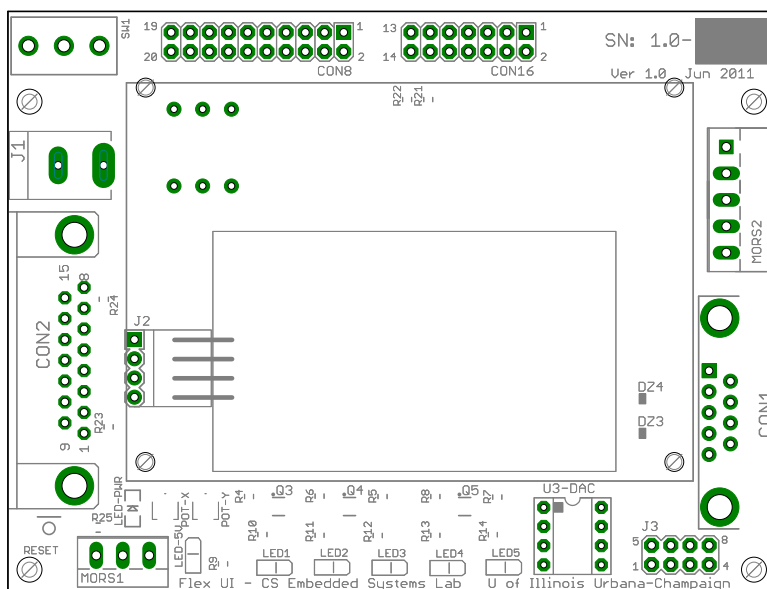 SW1
19 1
20 2
CON8
13 1
14 2
CON16
SN: 1.0-
Ver 1.0 Jun 2011
J1
R22
R21
MORS2
15
8
R24
CON2
J2
R23
9
1
DZ4
DZ3
CON1
LED-PWR
POT-X
POT-Y
R4
Q3
R6
Q4
R5
R8
Q5
R7
U3-DAC
R25
LED-5V
R10
R11
R12
R13
R14
J3
5 8
1 4
RESET
MORS1
R9
LED1
LED2
LED3
LED4
LED5
Flex UI - CS Embedded Systems Lab U of Illinois Urbana-Champaign